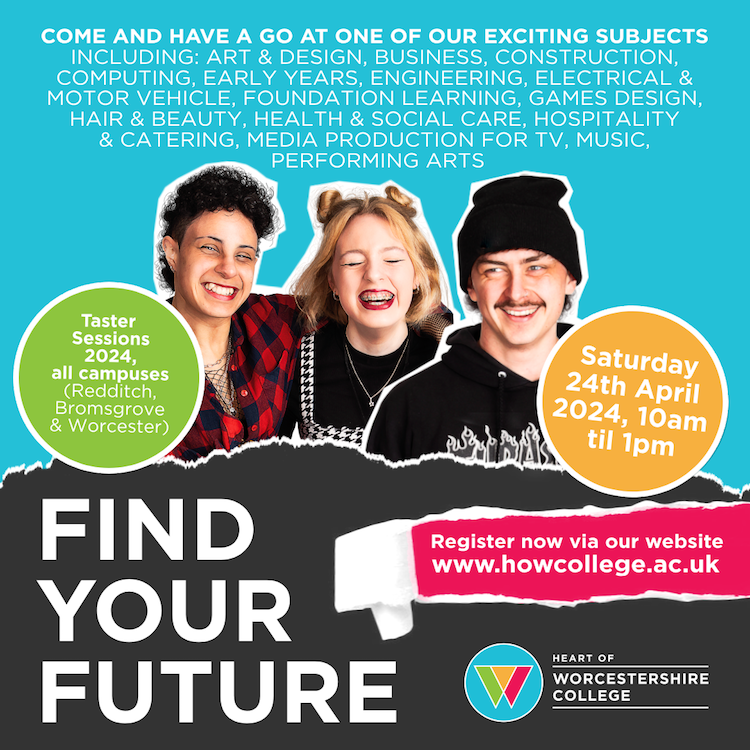 COME AND HAVE A GO AT ONE OF OUR EXCITING SUBJECTS
INCLUDING: ART & DESIGN, BUSINESS, CONSTRUCTION,
COMPUTING, EARLY YEARS, ENGINEERING, ELECTRICAL &
MOTOR VEHICLE, FOUNDATION LEARNING, GAMES DESIGN,
HAIR & BEAUTY, HEALTH & SOCIAL CARE, HOSPITALITY
& CATERING, MEDIA PRODUCTION FOR TV, MUSIC,
PERFORMING ARTS
Taster
Sessions
2024,
all campuses
(Redditch,
Bromsgrove
& Worcester)
Saturday
24th April
2024, 10am
til 1pm
FIND
YOUR
FUTURE
Register now via our website
www.howcollege.ac.uk
HEART OF
WORCESTERSHIRE
COLLEGE